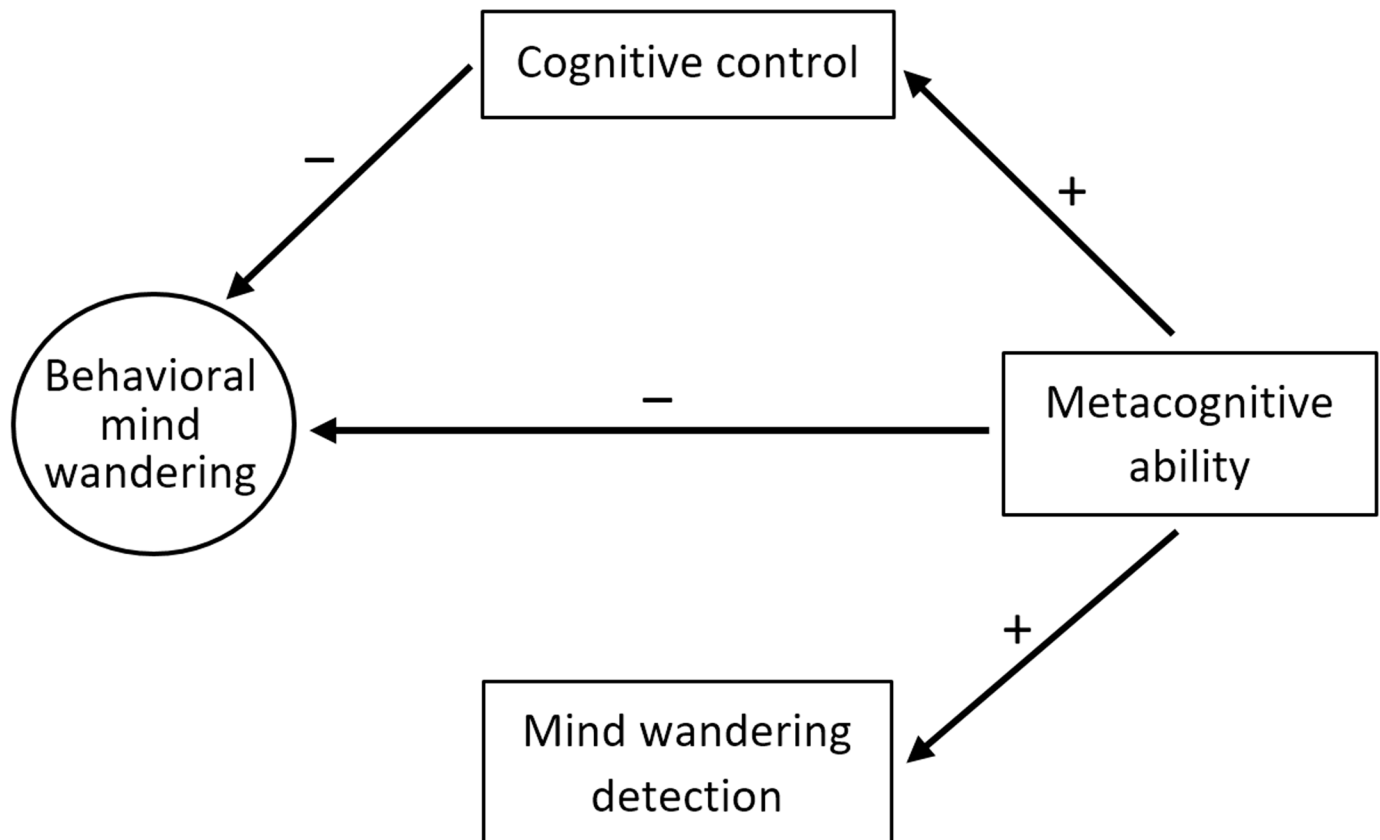 Cognitive control
–
+
Behavioral
mind
wandering
–
Metacognitive
ability
+
Mind wandering
detection